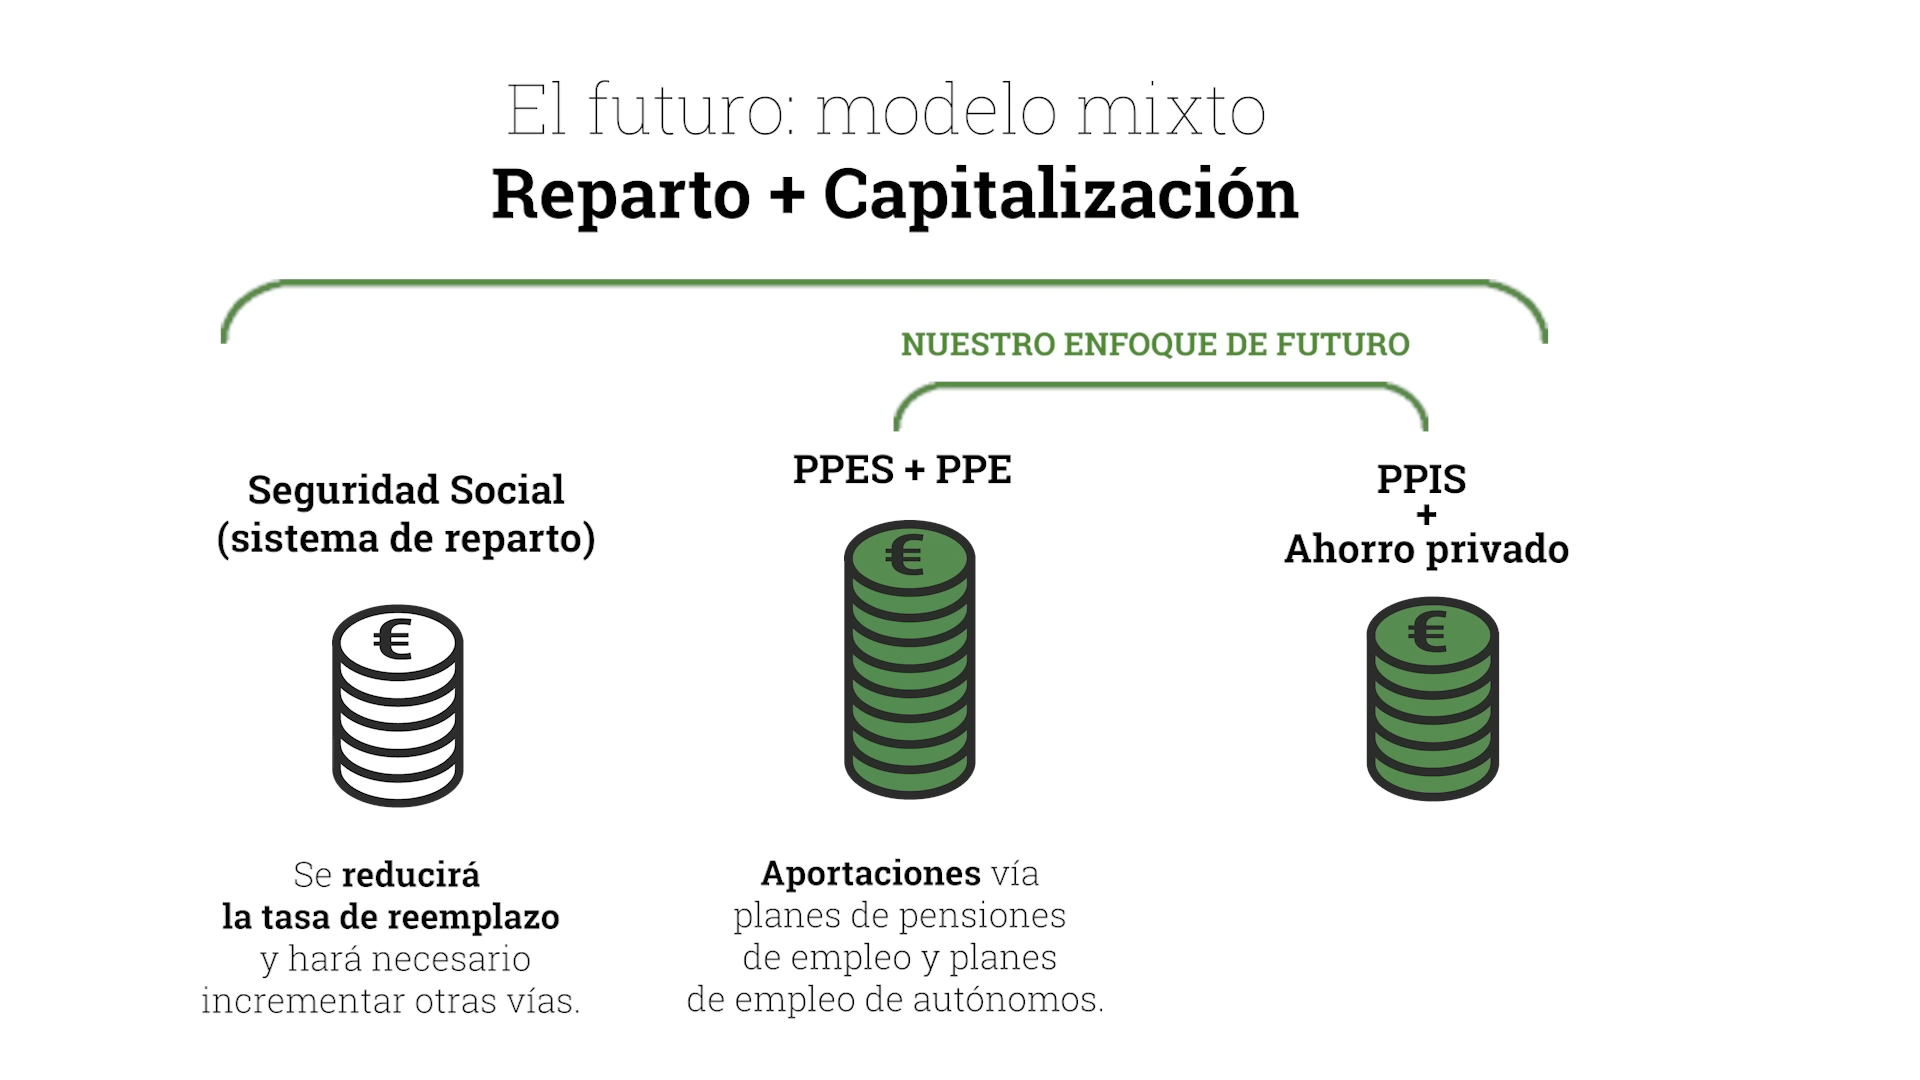 El futuro: modelo mixto
Reparto + Capitalización
NUESTRO ENFOQUE DE FUTURO
Seguridad Social
(sistema de reparto)
€
Se reducirá
la tasa de reemplazo
y hará necesario
incrementar otras vías.
PPES + PPE
€
Aportaciones vía
planes de pensiones
de empleo y planes
de empleo de autónomos.
PPIS
+
Ahorro privado
€